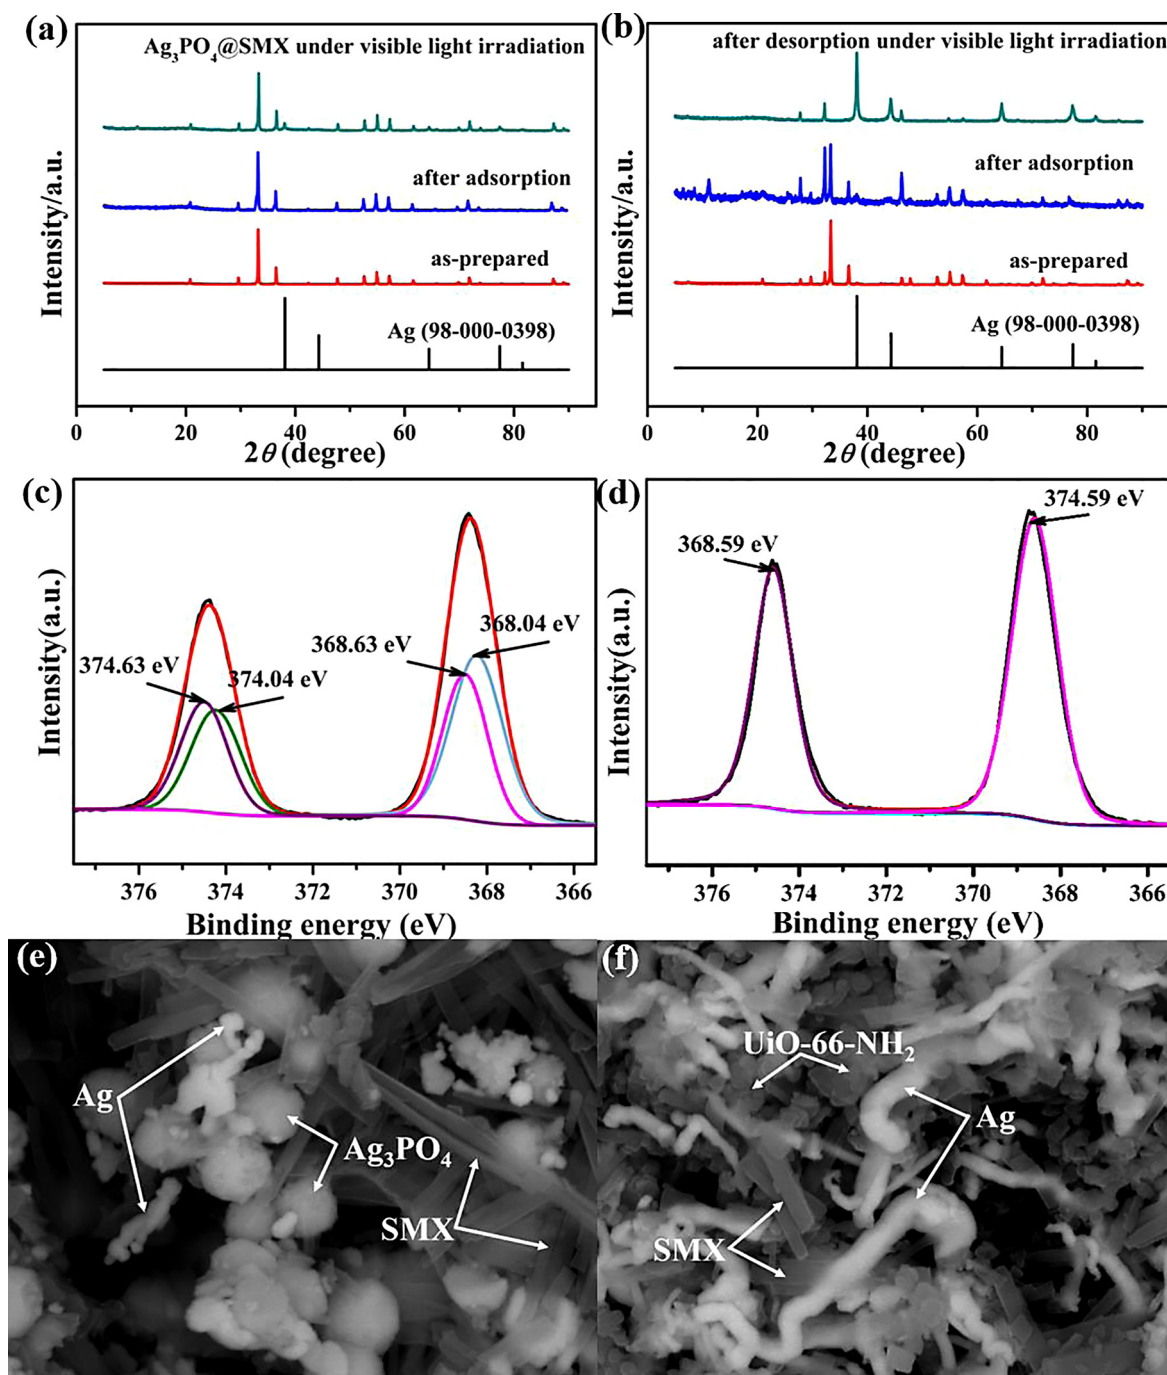 (a)
Ag₃PO₄@SMX under visible light irradiation
after adsorption
as-prepared
Ag (98-000-0398)
Intensity/a.u.
0 20 40 60 80
2θ (degree)
(b)
after desorption under visible light irradiation
after adsorption
as-prepared
Ag (98-000-0398)
Intensity/a.u.
0 20 40 60 80
2θ (degree)
(c)
374.63 eV
374.04 eV
368.63 eV
368.04 eV
Intensity(a.u.)
376 374 372 370 368 366
Binding energy (eV)
(d)
368.59 eV
374.59 eV
Intensity(a.u.)
376 374 372 370 368 366
Binding energy (eV)
(e)
Ag
Ag₃PO₄
SMX
(f)
UiO-66-NH₂
Ag
SMX